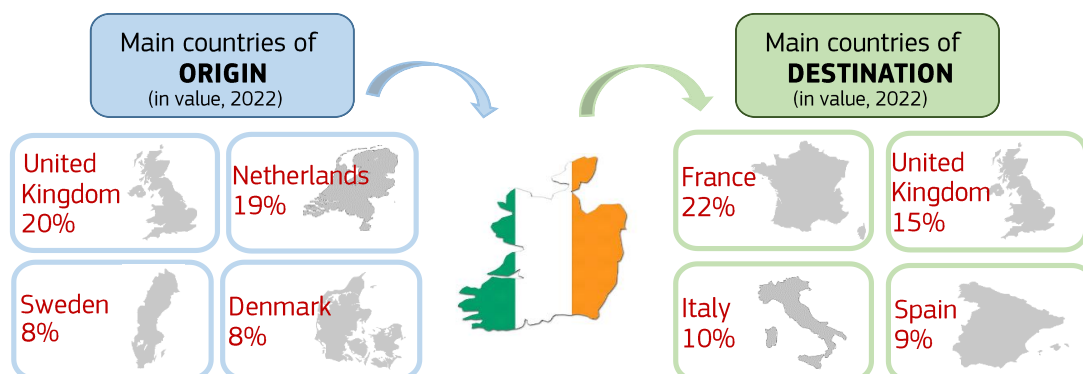 Main countries of
ORIGIN
(in value, 2022)
Main countries of
DESTINATION
(in value, 2022)
United
Kingdom
20%
Netherlands
19%
France
22%
United
Kingdom
15%
Sweden
8%
Denmark
8%
Italy
10%
Spain
9%